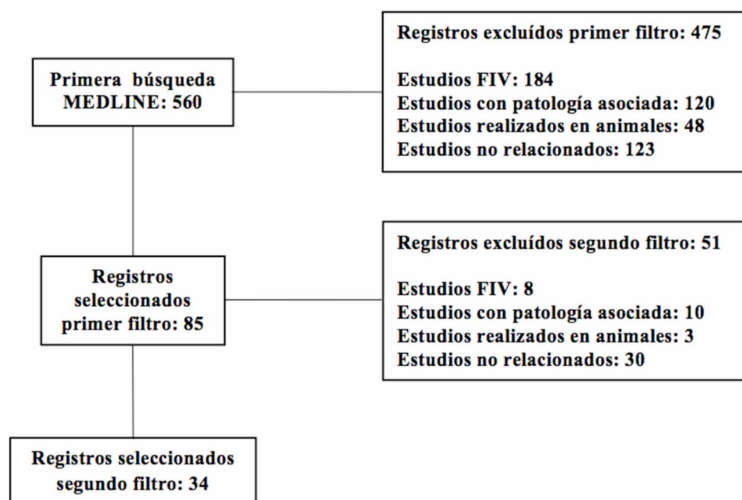 Primera búsqueda
MEDLINE: 560
Registros excluídos primer filtro: 475
Estudios FIV: 184
Estudios con patología asociada: 120
Estudios realizados en animales: 48
Estudios no relacionados: 123
Registros
seleccionados
primer filtro: 85
Registros excluídos segundo filtro: 51
Estudios FIV: 8
Estudios con patología asociada: 10
Estudios realizados en animales: 3
Estudios no relacionados: 30
Registros seleccionados
segundo filtro: 34